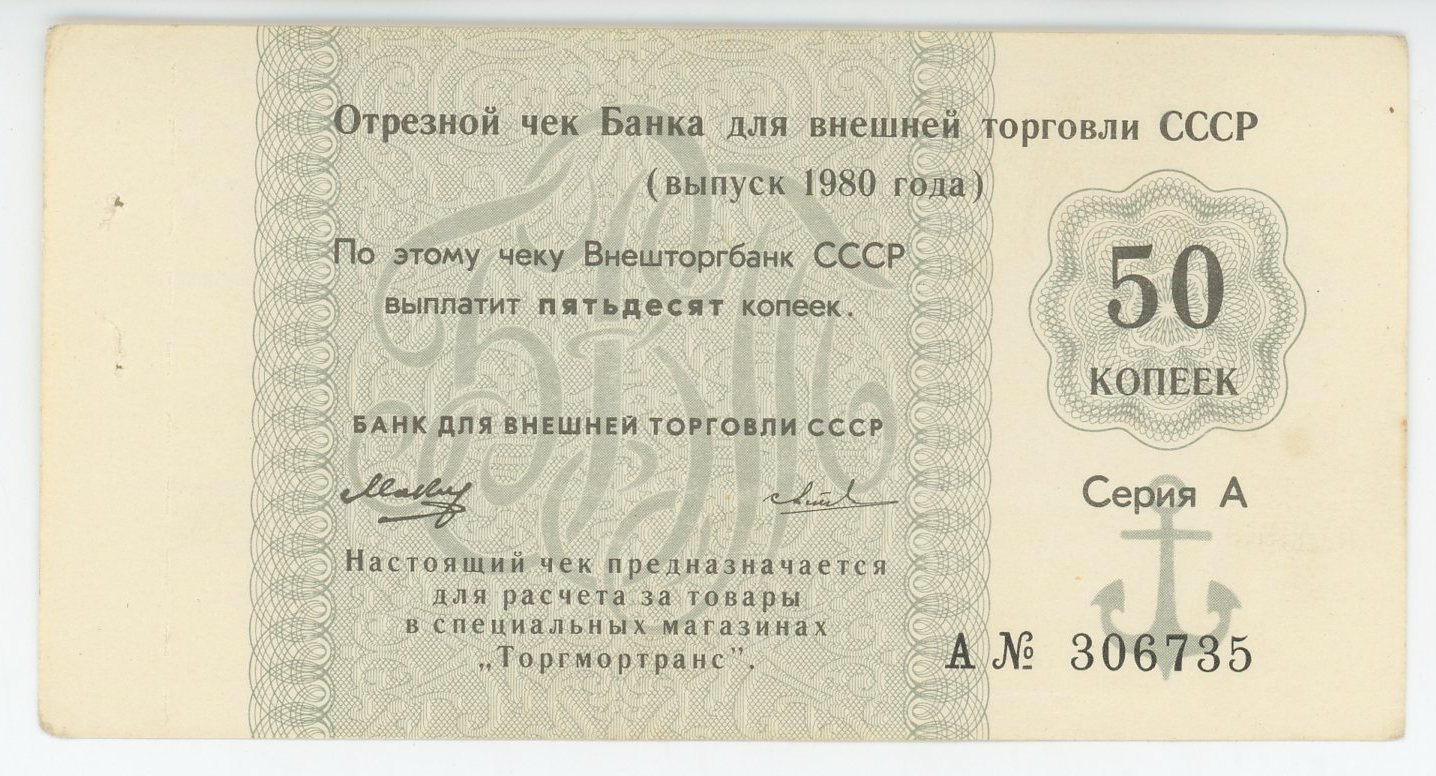 Отрезной чек Банка для внешней торговли СССР
(выпуск 1980 года)
По этому чеку Внешторгбанк СССР
выплатит пятьдесят копеек.
50
КОПЕЕК
БАНК ДЛЯ ВНЕШНЕЙ ТОРГОВЛИ СССР
Серия А
Настоящий чек предназначается
для расчета за товары
в специальных магазинах
„Торгмортранс”.
А № 306735